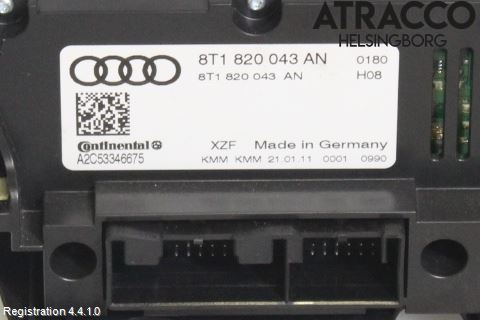 ATRACCO
HELSINGBORG
8T1 820 043 AN 0180
8T1 820 043 AN H08
Continental
A2C53346675
XZF Made in Germany
KMM KMM 21.01.11 0001 0990
Registration 4.4.1.0